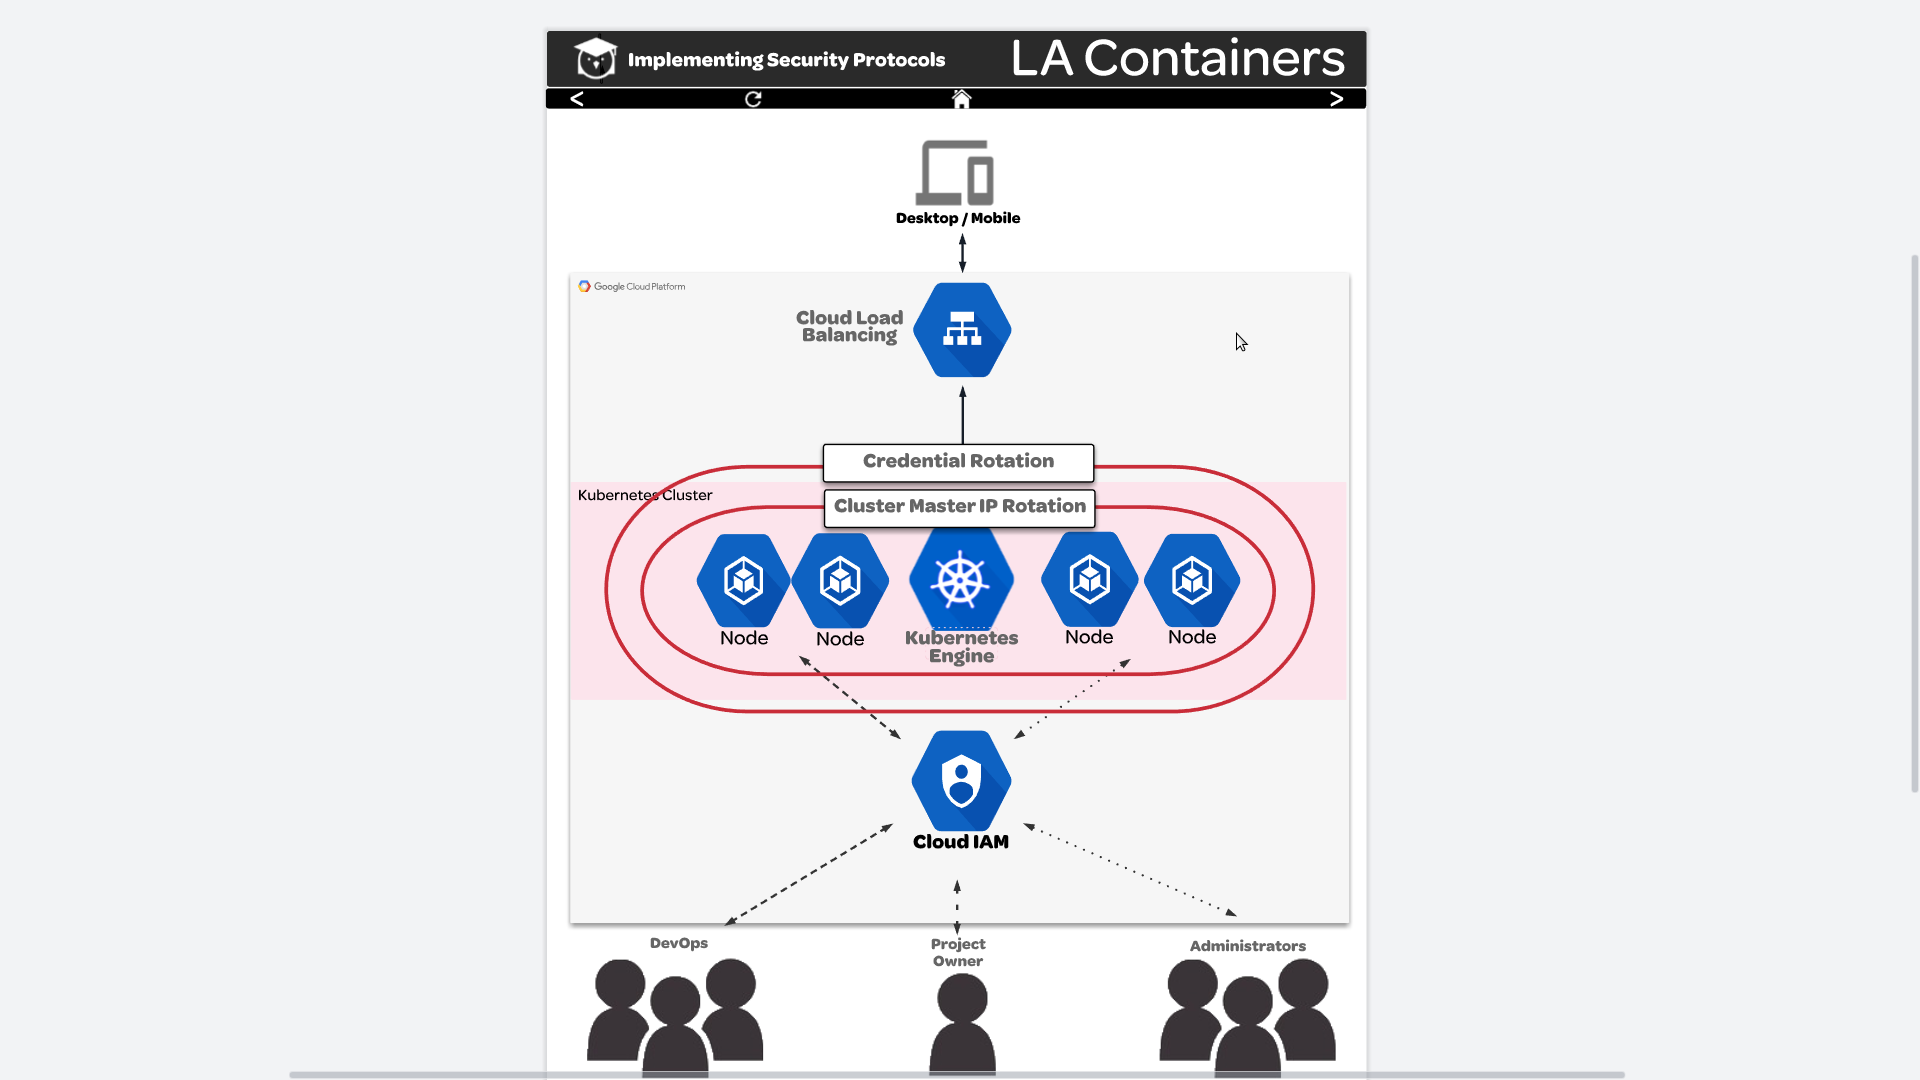 Implementing Security Protocols
LA Containers
Desktop / Mobile
Google Cloud Platform
Cloud Load
Balancing
Credential Rotation
Kubernetes Cluster
Cluster Master IP Rotation
Node
Node
Kubernetes
Engine
Node
Node
Cloud IAM
DevOps
Project
Owner
Administrators